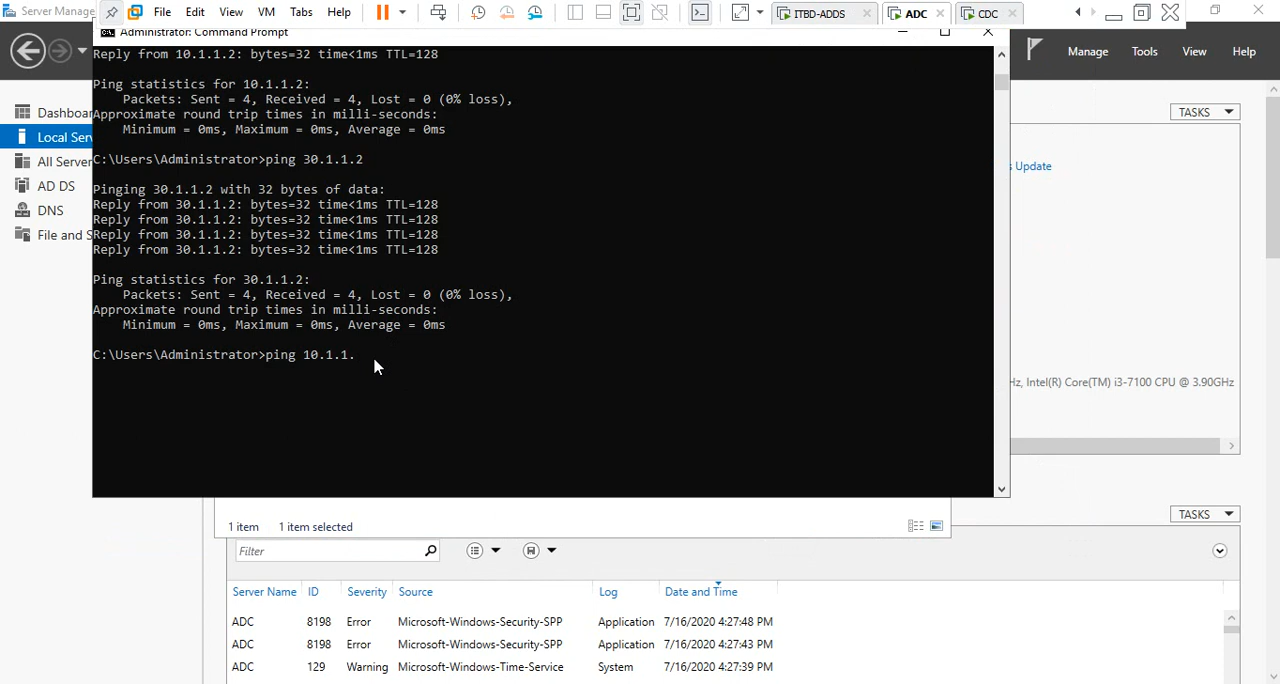 Server Manage
File Edit View VM Tabs Help
ITBD-ADDS
ADC
CDC
Administrator: Command Prompt
Manage Tools View Help
Dashboar
Local Serv
All Server
AD DS
DNS
File and S
Reply from 10.1.1.2: bytes=32 time<1ms TTL=128
Ping statistics for 10.1.1.2:
Packets: Sent = 4, Received = 4, Lost = 0 (0% loss),
Approximate round trip times in milli-seconds:
Minimum = 0ms, Maximum = 0ms, Average = 0ms
C:\Users\Administrator>ping 30.1.1.2
Pinging 30.1.1.2 with 32 bytes of data:
Reply from 30.1.1.2: bytes=32 time<1ms TTL=128
Reply from 30.1.1.2: bytes=32 time<1ms TTL=128
Reply from 30.1.1.2: bytes=32 time<1ms TTL=128
Reply from 30.1.1.2: bytes=32 time<1ms TTL=128
Ping statistics for 30.1.1.2:
Packets: Sent = 4, Received = 4, Lost = 0 (0% loss),
Approximate round trip times in milli-seconds:
Minimum = 0ms, Maximum = 0ms, Average = 0ms
C:\Users\Administrator>ping 10.1.1.
TASKS
s Update
Hz, Intel(R) Core(TM) i3-7100 CPU @ 3.90GHz
1 item 1 item selected
TASKS
Filter
Server Name ID Severity Source Log Date and Time
ADC 8198 Error Microsoft-Windows-Security-SPP Application 7/16/2020 4:27:48 PM
ADC 8198 Error Microsoft-Windows-Security-SPP Application 7/16/2020 4:27:43 PM
ADC 129 Warning Microsoft-Windows-Time-Service System 7/16/2020 4:27:39 PM